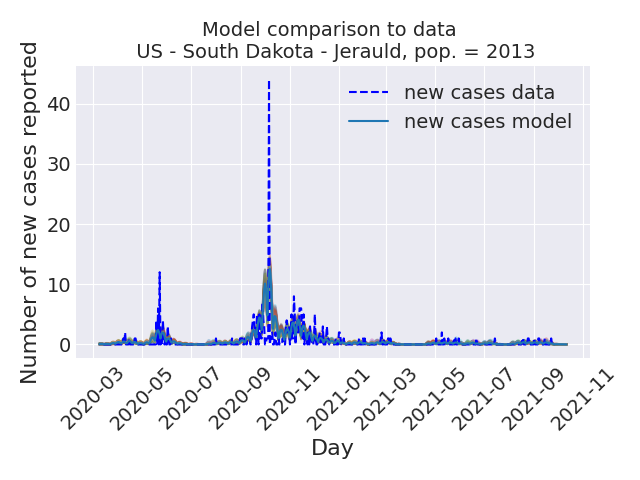 Model comparison to data
US - South Dakota - Jerauld, pop. = 2013
Number of new cases reported
40
30
20
10
0
new cases data
new cases model
2020-03
2020-05
2020-07
2020-09
2020-11
2021-01
2021-03
2021-05
2021-07
2021-09
2021-11
Day